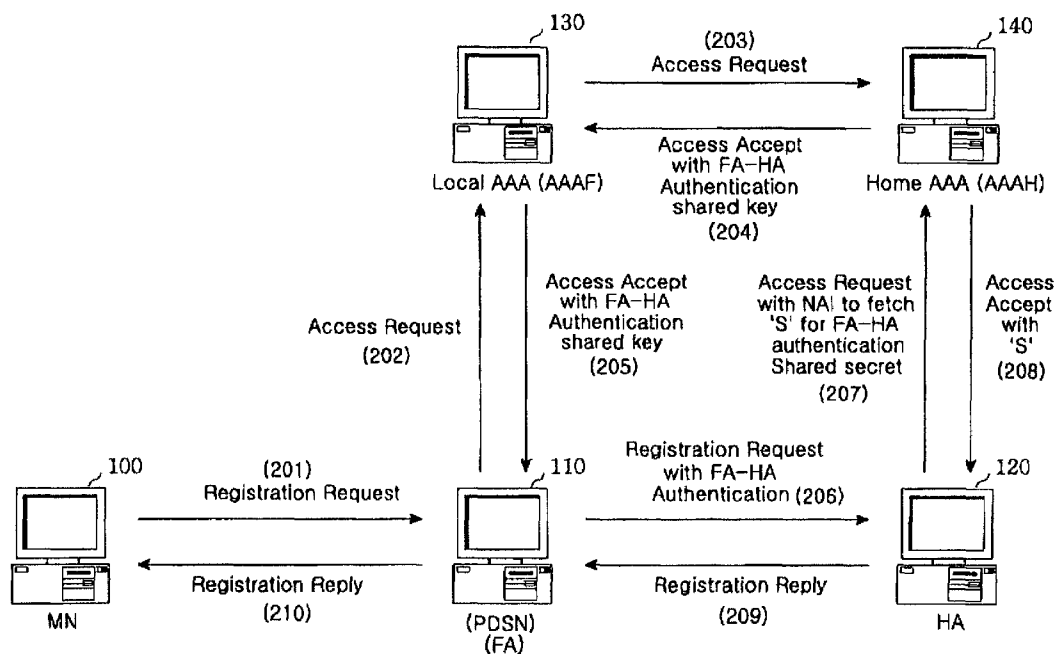 130
140
(203)
Access Request
Access Accept
with FA-HA
Authentication
shared key
(204)
Local AAA (AAAF)
Home AAA (AAAH)
Access Request
(202)
Access Accept
with FA-HA
Authentication
shared key
(205)
Access Request
with NAI to fetch
'S' for FA-HA
authentication
Shared secret
(207)
Access
Accept
with
'S'
(208)
100
(201)
Registration Request
110
Registration Request
with FA-HA
Authentication (206)
120
Registration Reply
(210)
Registration Reply
(209)
MN
(PDSN)
(FA)
HA